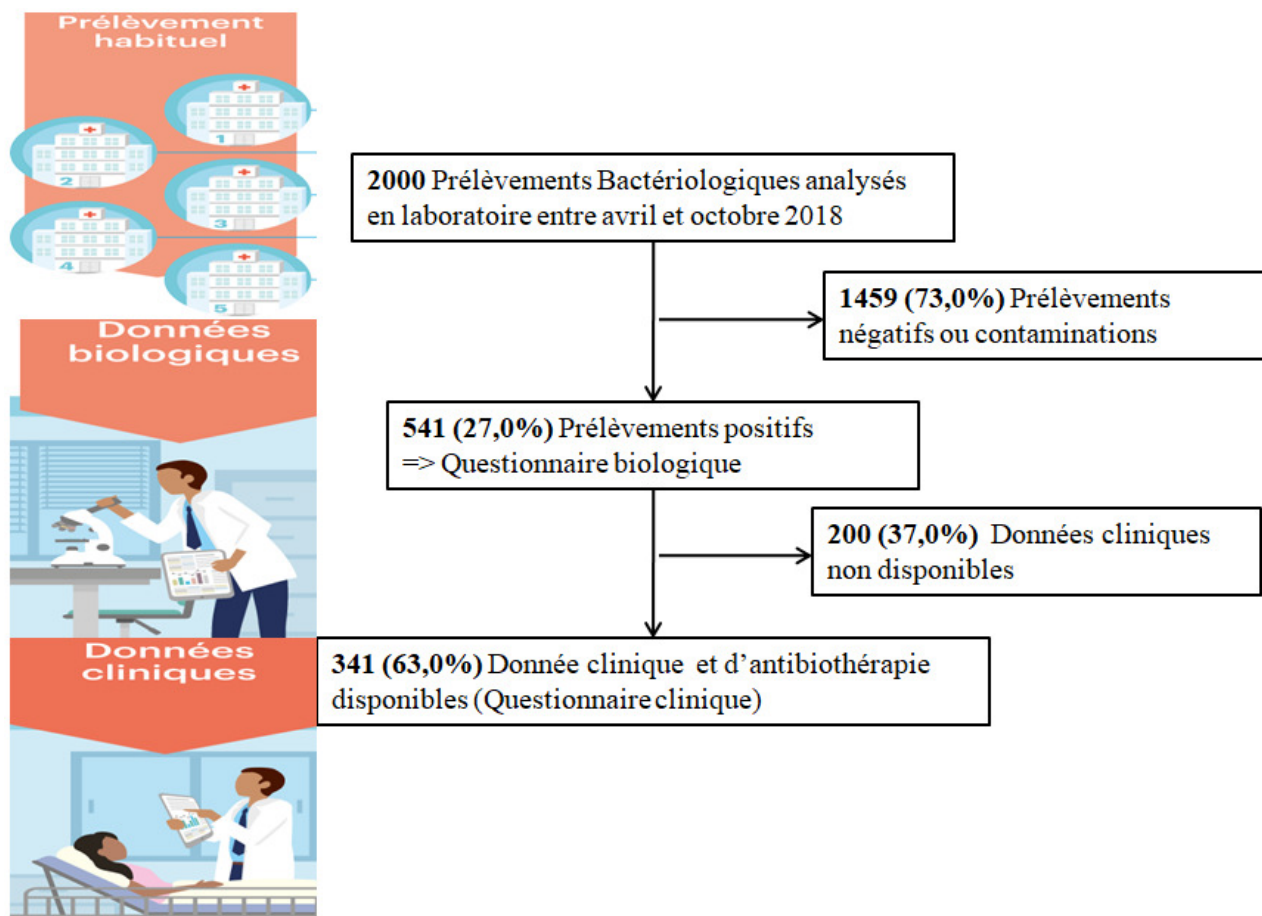 Prélèvement
habituel
1
2
3
4
5
Données
biologiques
Données
cliniques
2000 Prélèvements Bactériologiques analysés
en laboratoire entre avril et octobre 2018
1459 (73,0%) Prélèvements
négatifs ou contaminations
541 (27,0%) Prélèvements positifs
=> Questionnaire biologique
200 (37,0%) Données cliniques
non disponibles
341 (63,0%) Donnée clinique et d’antibiothérapie
disponibles (Questionnaire clinique)